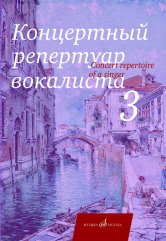 Концертный
репертуар
вокалиста
Concert repertoire
of a singer
3